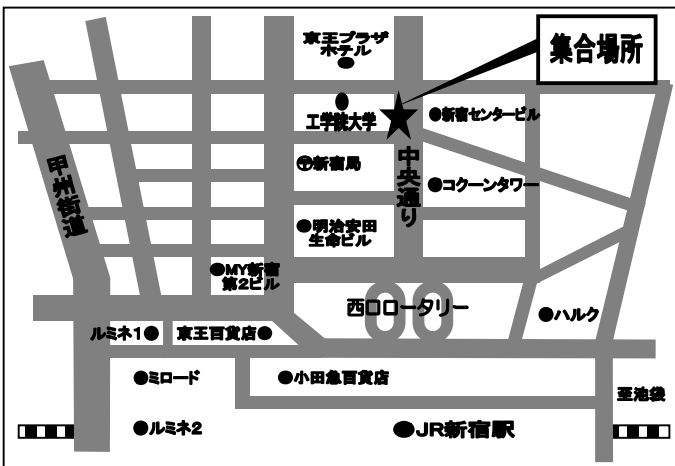 京王プラザ
ホテル
集合場所
工学院大学
新宿センタービル
〒新宿局
中央通り
コクーンタワー
甲州街道
明治安田
生命ビル
MY新宿
第2ビル
西口ロータリー
ハルク
ルミネ1
京王百貨店
ミロード
小田急百貨店
至池袋
ルミネ2
JR新宿駅